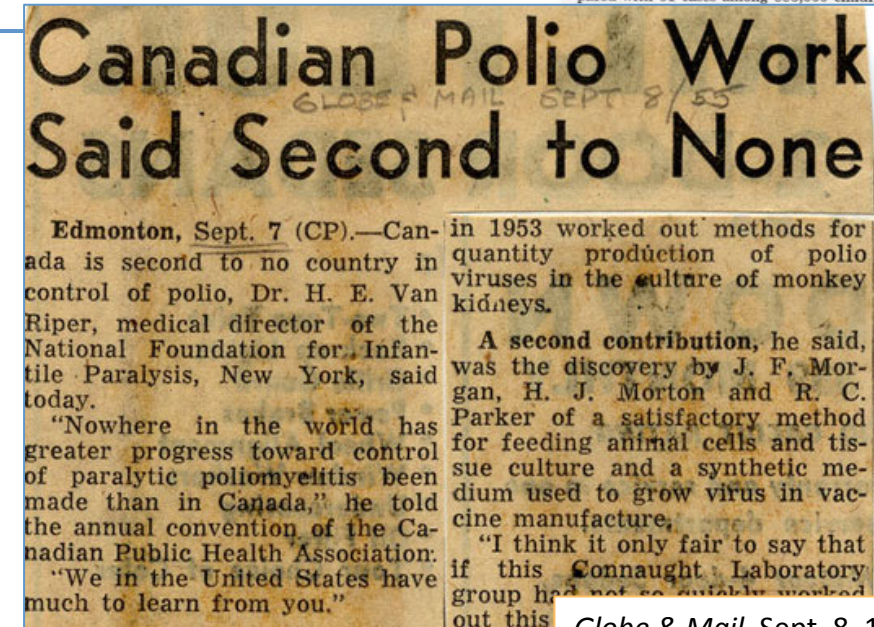 Canadian Polio Work
GLOBE & MAIL SEPT 8/55
Said Second to None
Edmonton, Sept. 7 (CP).—Can-
ada is second to no country in
control of polio, Dr. H. E. Van
Riper, medical director of the
National Foundation for Infan-
tile Paralysis, New York, said
today.
"Nowhere in the world has
greater progress toward control
of paralytic poliomyelitis been
made than in Canada," he told
the annual convention of the Ca-
nadian Public Health Association.
"We in the United States have
much to learn from you."
in 1953 worked out methods for
quantity production of polio
viruses in the culture of monkey
kidneys.
A second contribution, he said,
was the discovery by J. F. Mor-
gan, H. J. Morton and R. C.
Parker of a satisfactory method
for feeding animal cells and tis-
sue culture and a synthetic me-
dium used to grow virus in vac-
cine manufacture.
"I think it only fair to say that
if this Connaught Laboratory
group had not so quickly worked
out this
Globe & Mail, Sept. 8, 1